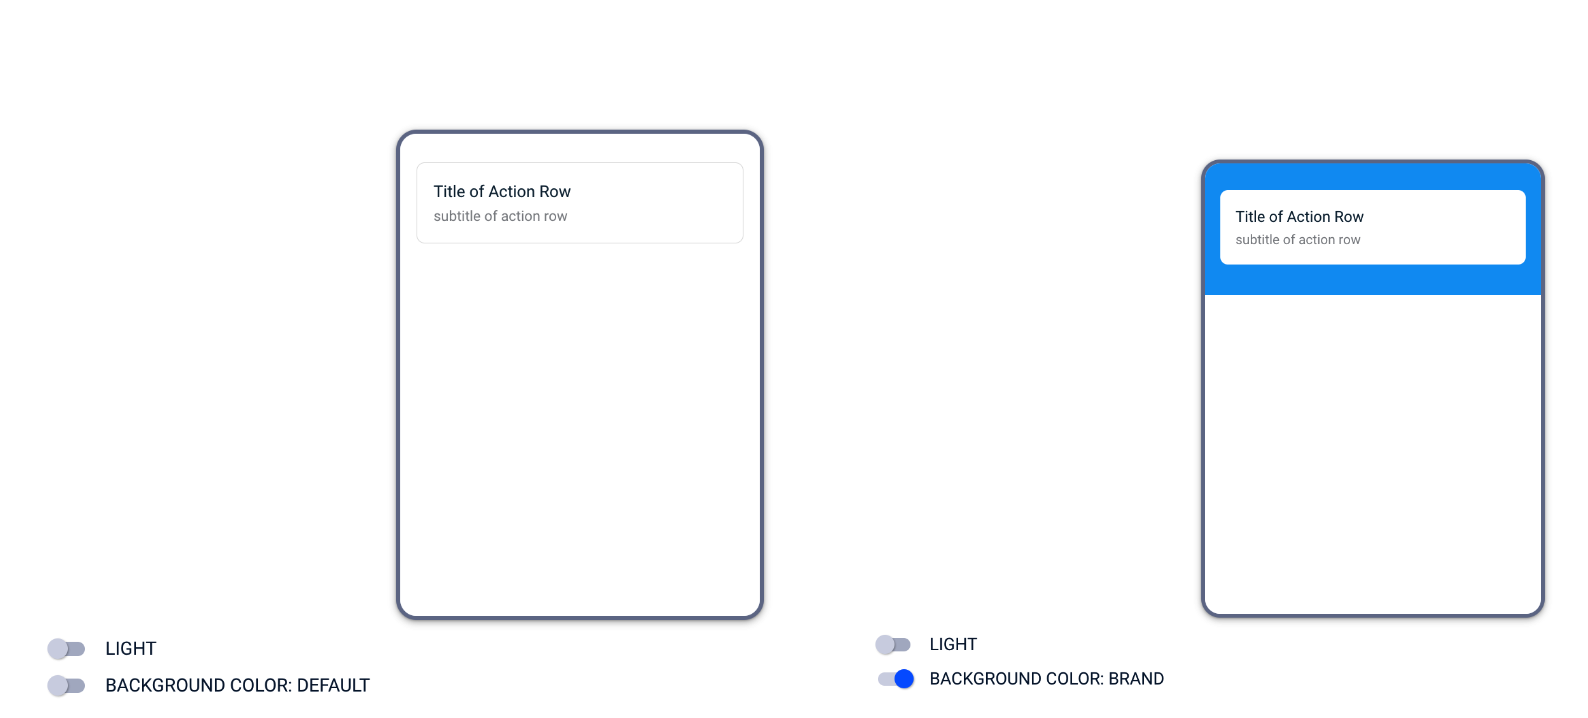 Title of Action Row
subtitle of action row
LIGHT
BACKGROUND COLOR: DEFAULT
Title of Action Row
subtitle of action row
LIGHT
BACKGROUND COLOR: BRAND